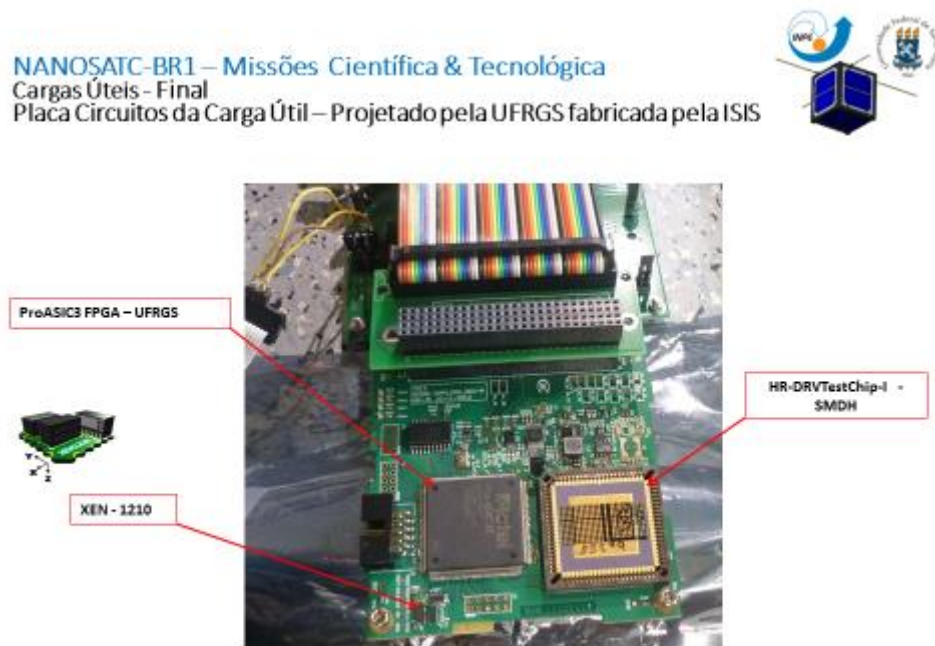 NANOSATC-BR1 – Missões Científica & Tecnológica
Cargas Úteis - Final
Placa Circuitos da Carga Útil – Projetado pela UFRGS fabricada pela ISIS
INPE
ProASIC3 FPGA – UFRGS
HR-DRVTestChip-I -
SMDH
XEN - 1210